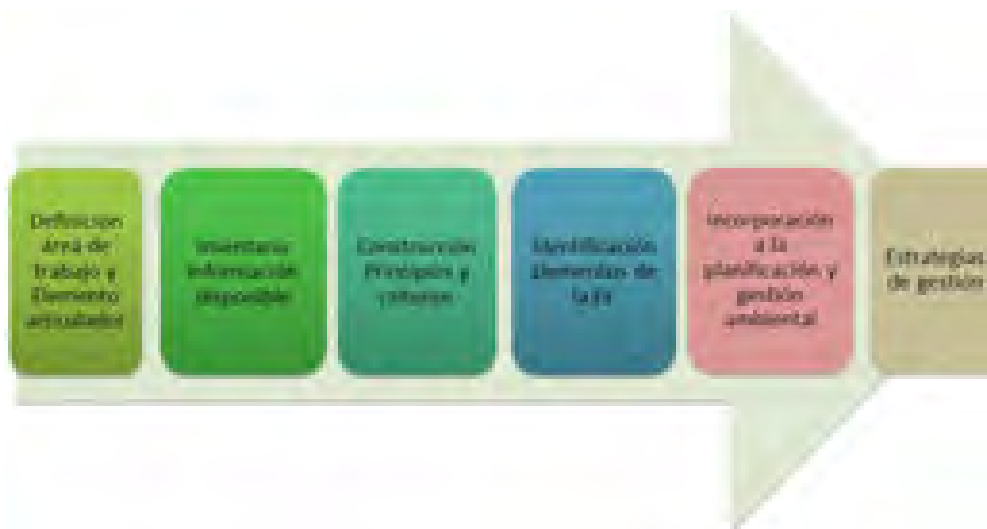 Definición
área de
trabajo y
Elemento
articulador
Inventario
información
disponible
Construcción
Principios y
criterios
Identificación
Elementos de
la
Incorporación
a la
planificación y
gestión
ambiental
Estrategias
de gestión